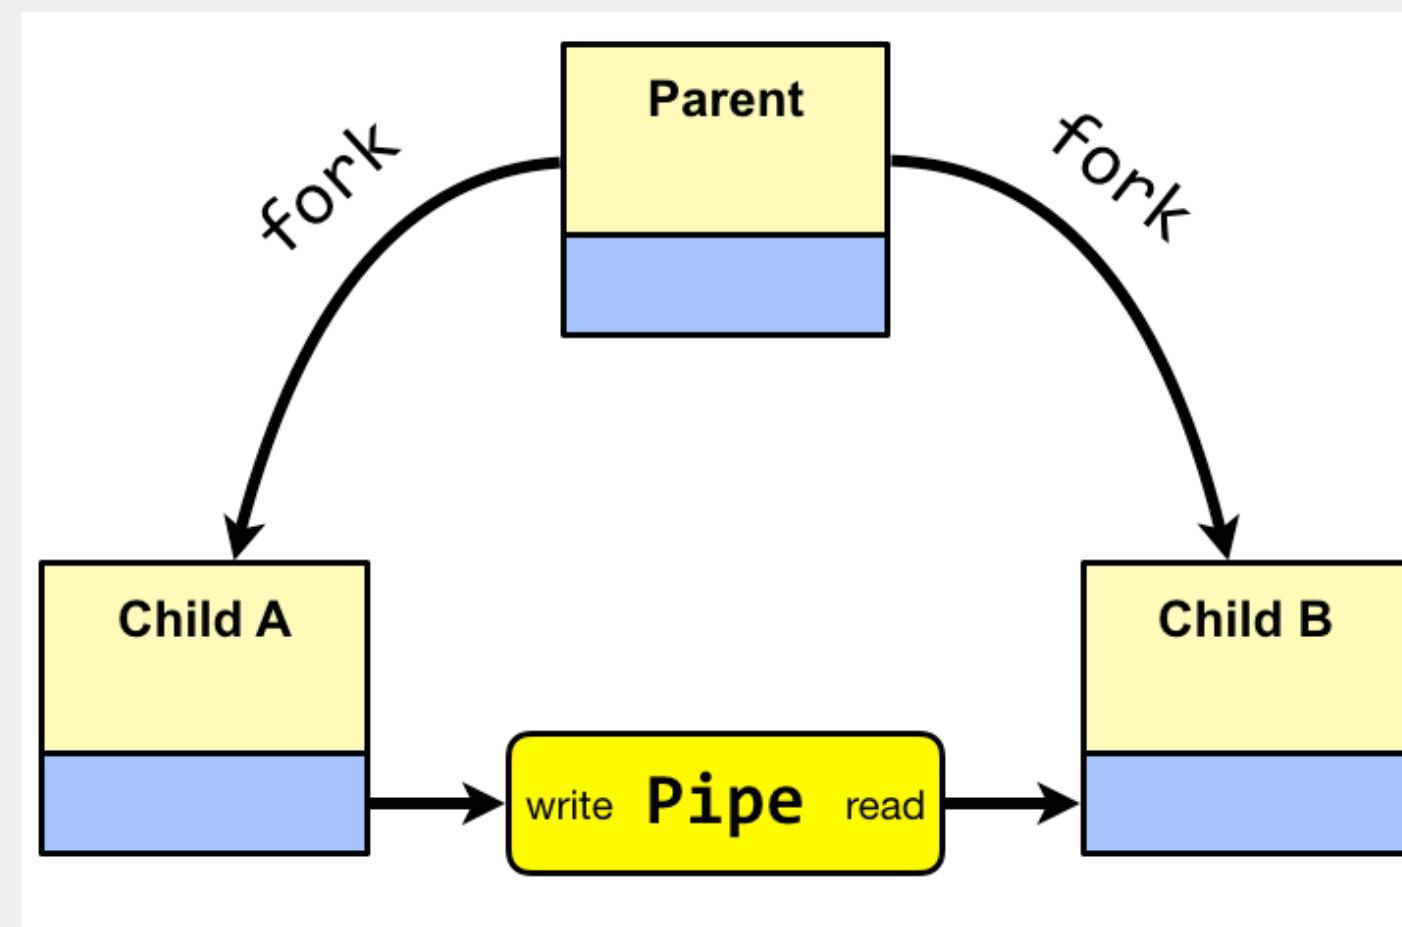 Parent
fork
fork
Child A
Child B
write Pipe read